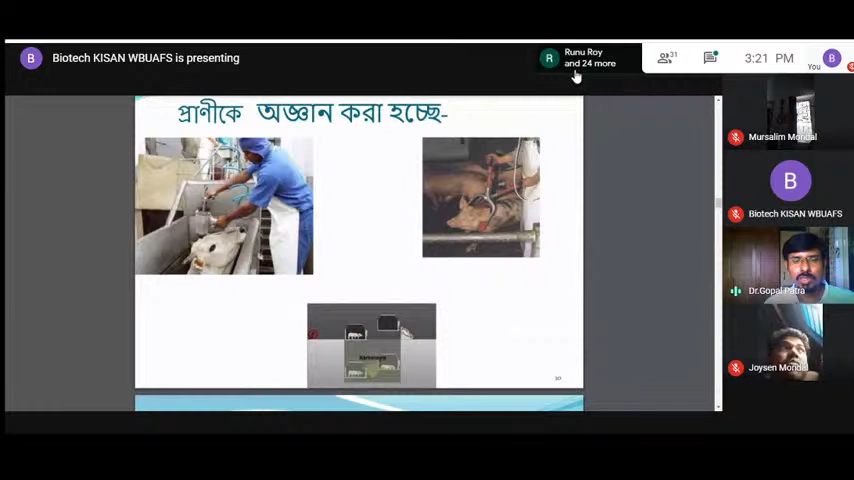 Biotech KISAN WBUAFS is presenting
Runu Roy
and 24 more
31
3:21 PM
You
প্রাণীকে অজ্ঞান করা হচ্ছে-
Mursalim Mondal
Biotech KISAN WBUAFS
Dr.Gopal Patra
Joysen Mondal
B
R
B
B